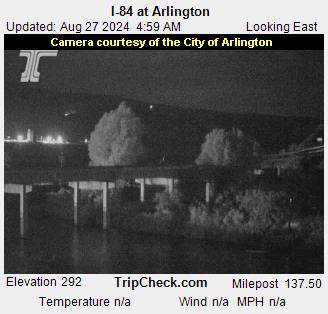 I-84 at Arlington
Updated: Aug 27 2024 4:59 AM Looking East
Camera courtesy of the City of Arlington
Elevation 292 TripCheck.com Milepost 137.50
Temperature n/a Wind n/a MPH n/a